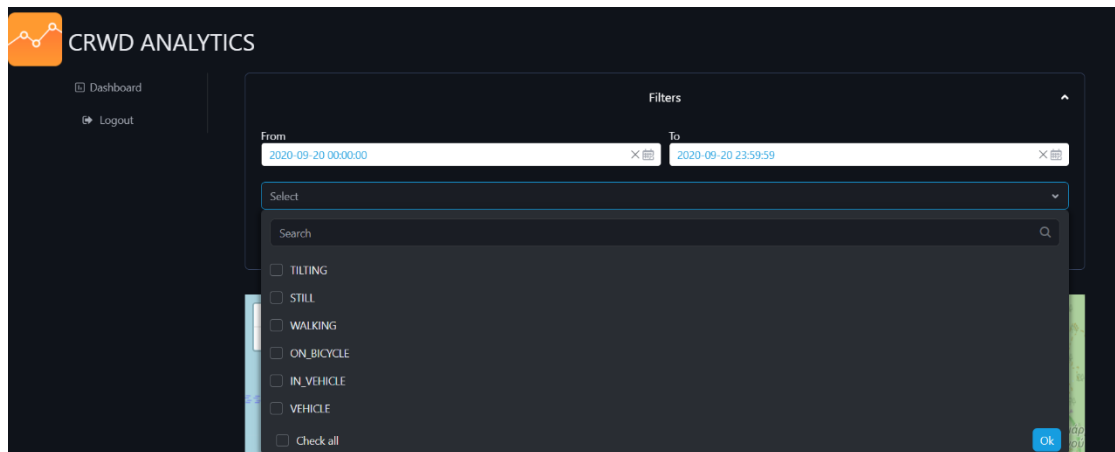 CRWD ANALYTICS
Dashboard
Logout
Filters
From
To
2020-09-20 00:00:00
2020-09-20 23:59:59
Select
Search
TILTING
STILL
WALKING
ON_BICYCLE
IN_VEHICLE
VEHICLE
Check all
Ok